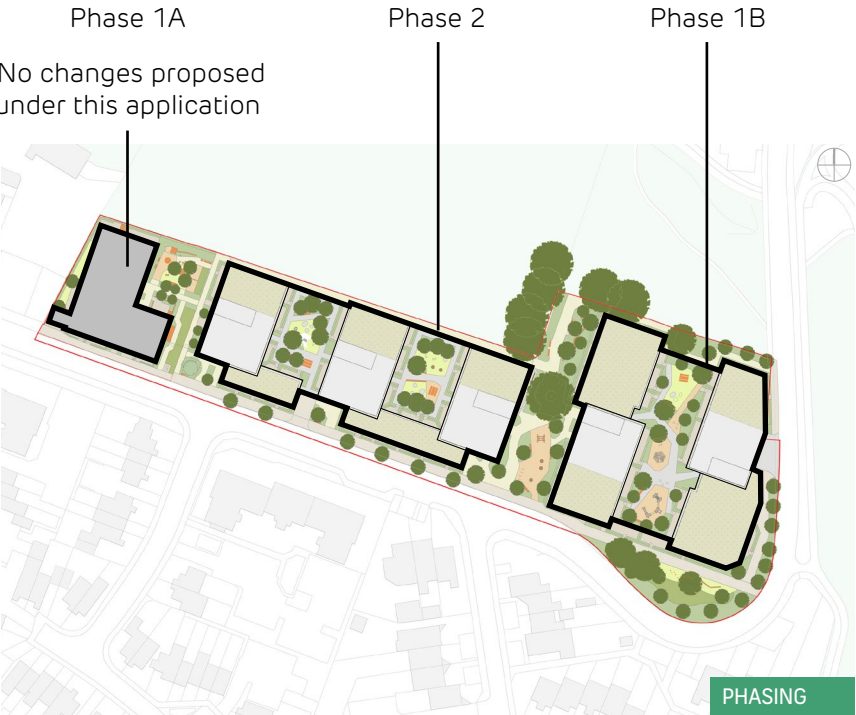 Phase 1A
Phase 2
Phase 1B
No changes proposed
under this application
PHASING